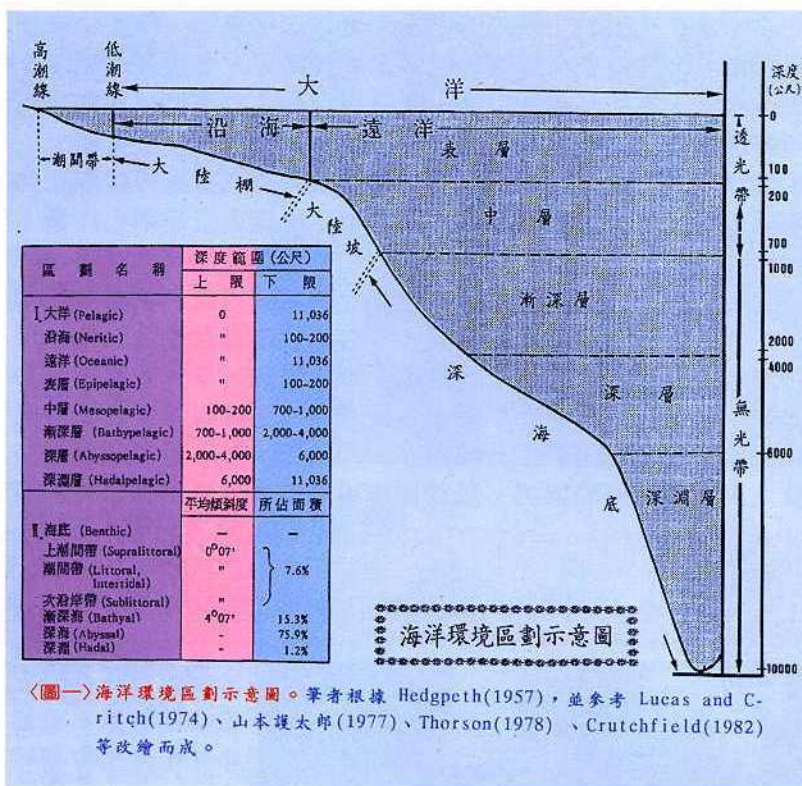 高潮線
低潮線
大洋
深度
(公尺)
沿海
遠洋
表層
透光帶
0
100
200
潮間帶
大陸棚
大陸坡
中層
700
1000
漸深層
2000
4000
深層
無光帶
深海底
6000
深淵層
10000
區劃名稱 深度範圍(公尺)
上限 下限
I.大洋(Pelagic) 0 11,036
沿海(Neritic) " 100-200
遠洋(Oceanic) " 11,036
表層(Epipelagic) " 100-200
中層(Mesopelagic) 100-200 700-1,000
漸深層(Bathypelagic) 700-1,000 2,000-4,000
深層(Abyssopelagic) 2,000-4,000 6,000
深淵層(Hadalpelagic) 6,000 11,036
平均傾斜度 所佔面積
II.海底(Benthic) — —
上潮間帶(Supralittoral) 0°07'
潮間帶(Littoral, " 7.6%
Intertidal)
次沿岸帶(Sublittoral) "
漸深海(Bathyal) 4°07' 15.3%
深海(Abyssal) - 75.9%
深淵(Hadal) - 1.2%
海洋環境區劃示意圖
〈圖一〉海洋環境區劃示意圖。筆者根據 Hedgpeth(1957),並參考 Lucas and C-
ritch(1974)、山本護太郎(1977)、Thorson(1978)、Crutchfield(1982)
等改繪而成。